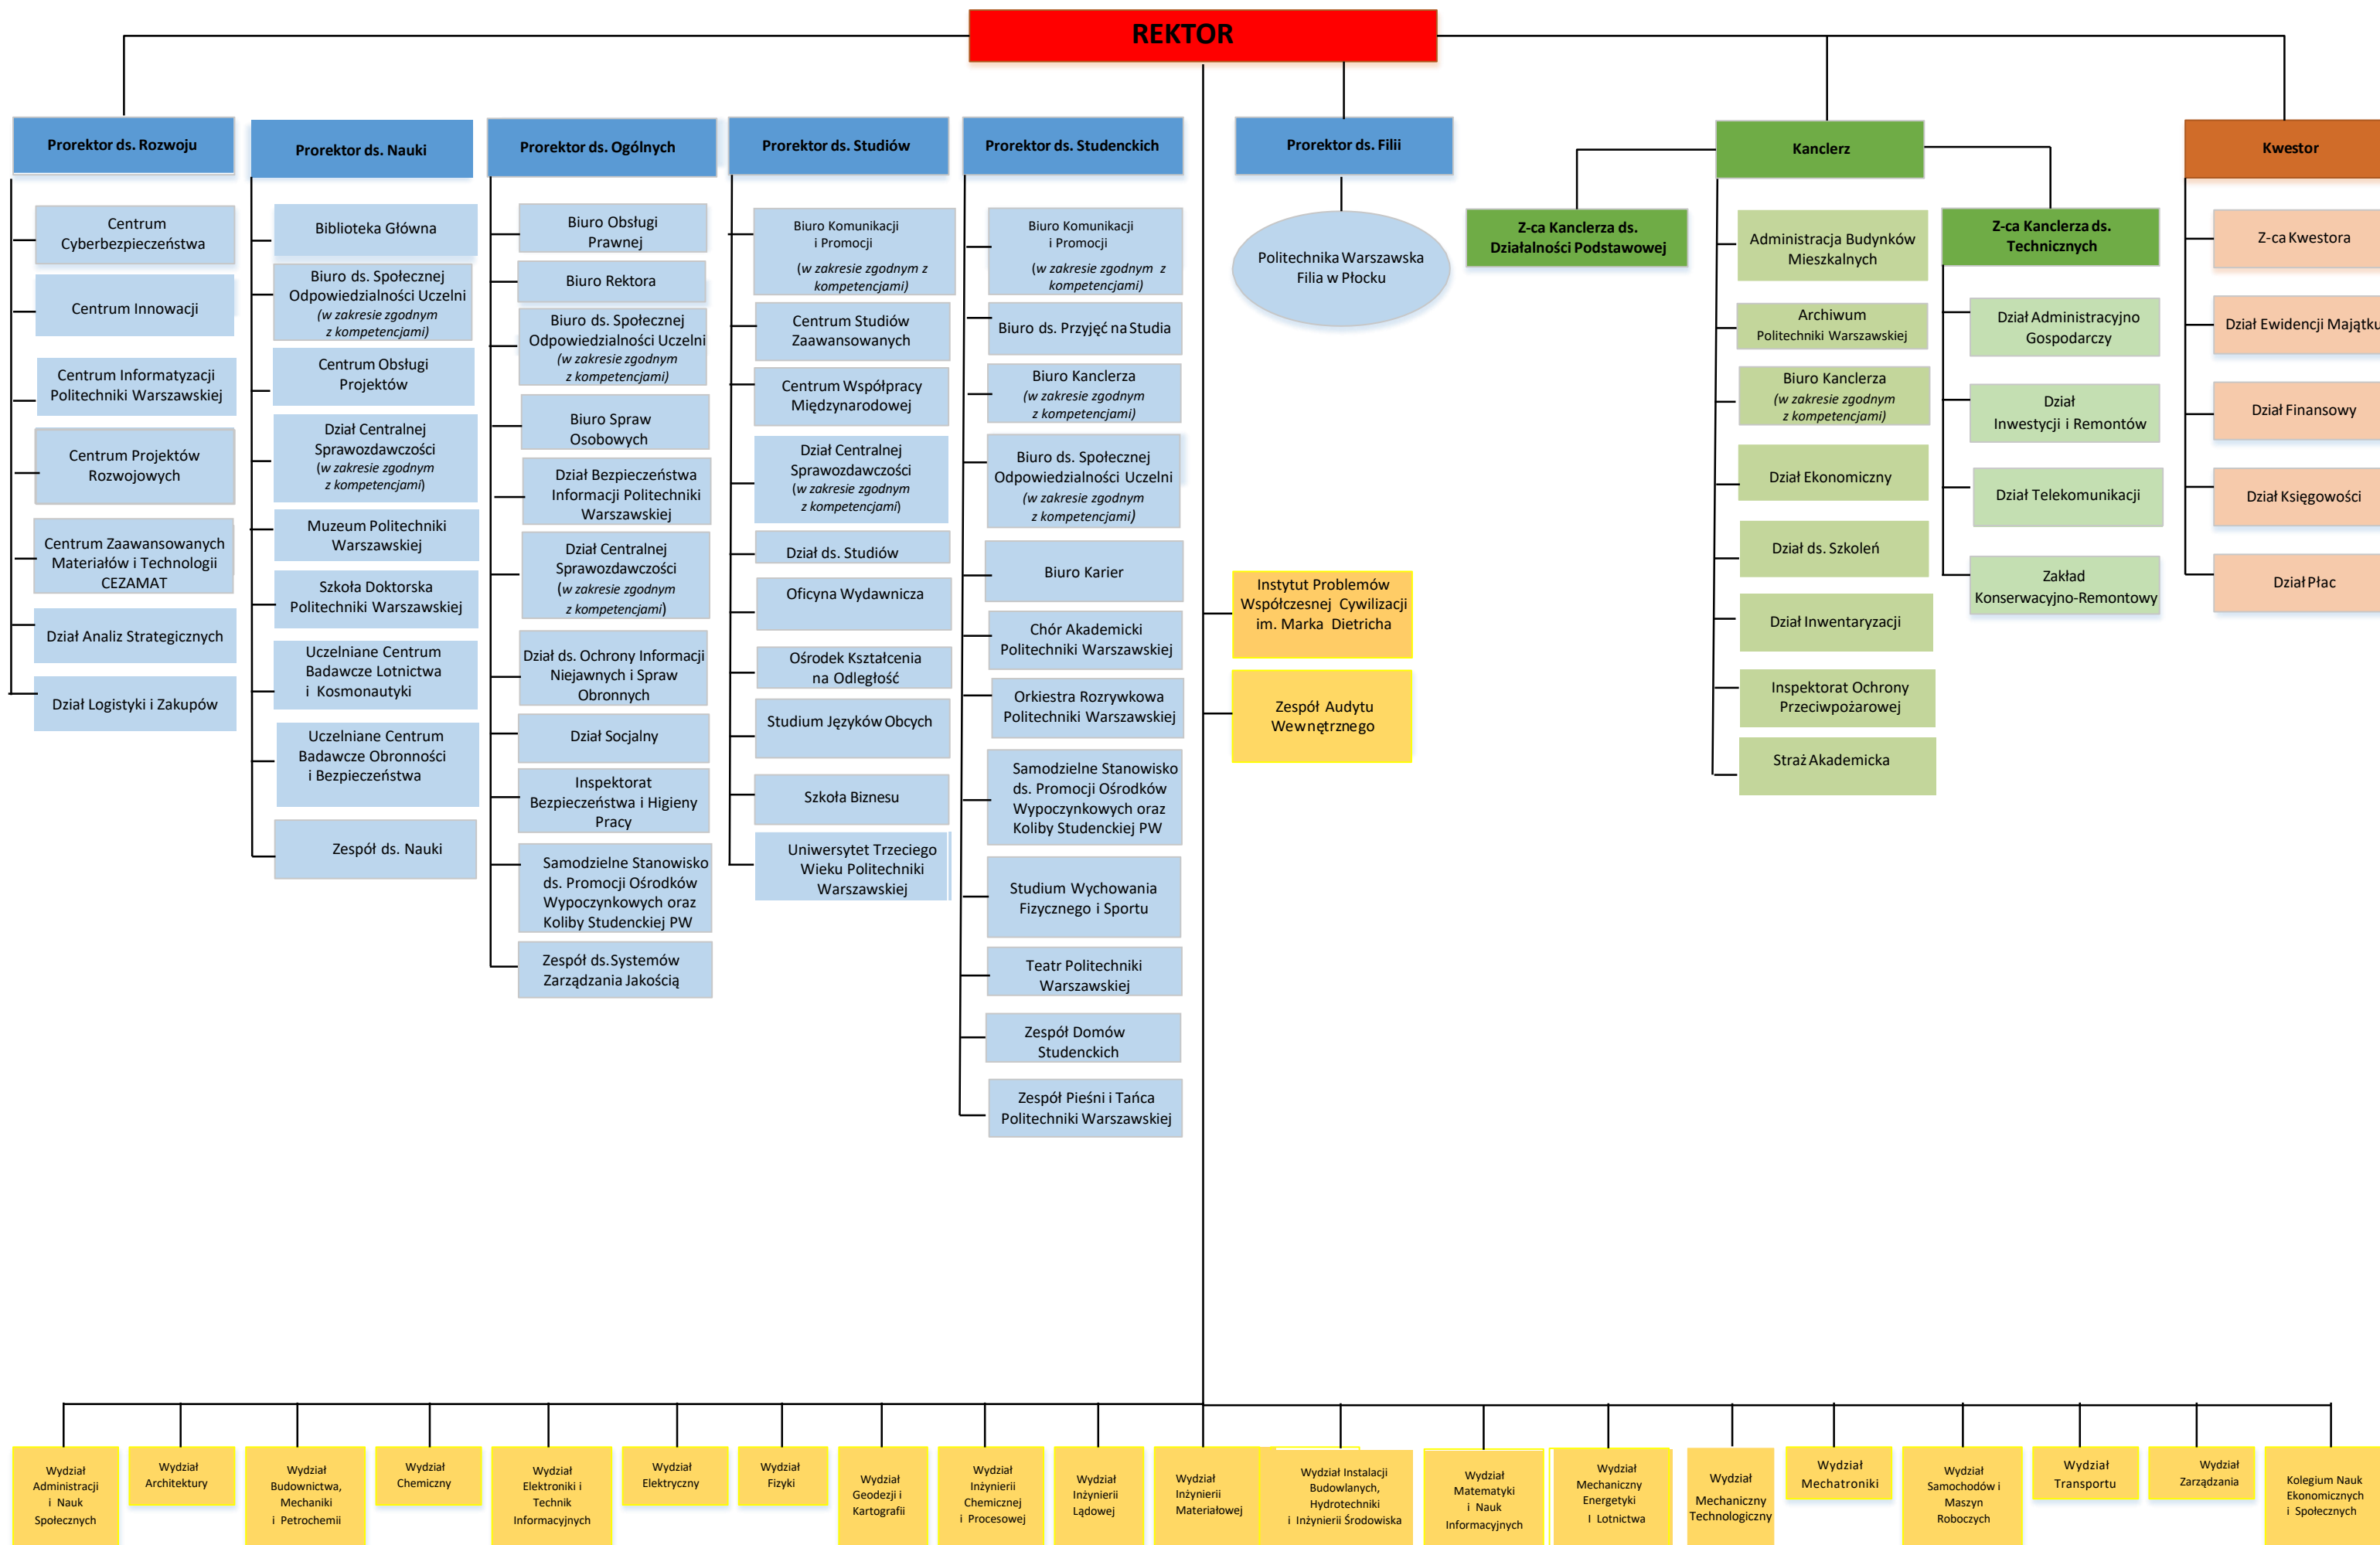 REKTOR
Prorektor ds. Rozwoju
Centrum
Cyberbezpieczeństwa
Centrum Innowacji
Centrum Informatyzacji
Politechniki Warszawskiej
Centrum Projektów
Rozwojowych
Centrum Zaawansowanych
Materiałów i Technologii
CEZAMAT
Dział Analiz Strategicznych
Dział Logistyki i Zakupów
Prorektor ds. Nauki
Biblioteka Główna
Biuro ds. Społecznej
Odpowiedzialności Uczelni
(w zakresie zgodnym
z kompetencjami)
Centrum Obsługi
Projektów
Dział Centralnej
Sprawozdawczości
(w zakresie zgodnym
z kompetencjami)
Muzeum Politechniki
Warszawskiej
Szkoła Doktorska
Politechniki Warszawskiej
Uczelniane Centrum
Badawcze Lotnictwa
i Kosmonautyki
Uczelniane Centrum
Badawcze Obronności
i Bezpieczeństwa
Zespół ds. Nauki
Prorektor ds. Ogólnych
Biuro Obsługi
Prawnej
Biuro Rektora
Biuro ds. Społecznej
Odpowiedzialności Uczelni
(w zakresie zgodnym
z kompetencjami)
Biuro Spraw
Osobowych
Dział Bezpieczeństwa
Informacji Politechniki
Warszawskiej
Dział Centralnej
Sprawozdawczości
(w zakresie zgodnym
z kompetencjami)
Dział ds. Ochrony Informacji
Niejawnych i Spraw
Obronnych
Dział Socjalny
Inspektorat
Bezpieczeństwa i Higieny
Pracy
Samodzielne Stanowisko
ds. Promocji Ośrodków
Wypoczynkowych oraz
Koliby Studenckiej PW
Zespół ds.Systemów
Zarządzania Jakością
Prorektor ds. Studiów
Biuro Komunikacji
i Promocji
(w zakresie zgodnym z
kompetencjami)
Centrum Studiów
Zaawansowanych
Centrum Współpracy
Międzynarodowej
Dział Centralnej
Sprawozdawczości
(w zakresie zgodnym
z kompetencjami)
Dział ds. Studiów
Oficyna Wydawnicza
Ośrodek Kształcenia
na Odległość
Studium Języków Obcych
Szkoła Biznesu
Uniwersytet Trzeciego
Wieku Politechniki
Warszawskiej
Prorektor ds. Studenckich
Biuro Komunikacji
i Promocji
(w zakresie zgodnym z
kompetencjami)
Biuro ds. Przyjęć na Studia
Biuro Kanclerza
(w zakresie zgodnym
z kompetencjami)
Biuro ds. Społecznej
Odpowiedzialności Uczelni
(w zakresie zgodnym
z kompetencjami)
Biuro Karier
Chór Akademicki
Politechniki Warszawskiej
Orkiestra Rozrywkowa
Politechniki Warszawskiej
Samodzielne Stanowisko
ds. Promocji Ośrodków
Wypoczynkowych oraz
Koliby Studenckiej PW
Studium Wychowania
Fizycznego i Sportu
Teatr Politechniki
Warszawskiej
Zespół Domów
Studenckich
Zespół Pieśni i Tańca
Politechniki Warszawskiej
Prorektor ds. Filii
Politechnika Warszawska
Filia w Płocku
Instytut Problemów
Współczesnej Cywilizacji
im. Marka Dietricha
Zespół Audytu
Wewnętrznego
Kanclerz
Z-ca Kanclerza ds.
Działalności Podstawowej
Administracja Budynków
Mieszkalnych
Archiwum
Politechniki Warszawskiej
Biuro Kanclerza
(w zakresie zgodnym
z kompetencjami)
Dział Ekonomiczny
Dział ds. Szkoleń
Dział Inwentaryzacji
Inspektorat Ochrony
Przeciwpożarowej
Straż Akademicka
Z-ca Kanclerza ds.
Technicznych
Dział Administracyjno
Gospodarczy
Dział
Inwestycji i Remontów
Dział Telekomunikacji
Zakład
Konserwacyjno-Remontowy
Kwestor
Z-ca Kwestora
Dział Ewidencji Majątku
Dział Finansowy
Dział Księgowości
Dział Płac
Wydział
Administracji
i Nauk
Społecznych
Wydział
Architektury
Wydział
Budownictwa,
Mechaniki
i Petrochemii
Wydział
Chemiczny
Wydział
Elektroniki i
Technik
Informacyjnych
Wydział
Elektryczny
Wydział
Fizyki
Wydział
Geodezji i
Kartografii
Wydział
Inżynierii
Chemicznej
i Procesowej
Wydział
Inżynierii
Lądowej
Wydział
Inżynierii
Materiałowej
Wydział Instalacji
Budowlanych,
Hydrotechniki
i Inżynierii Środowiska
Wydział
Matematyki
i Nauk
Informacyjnych
Wydział
Mechaniczny
Energetyki
I Lotnictwa
Wydział
Mechaniczny
Technologiczny
Wydział
Mechatroniki
Wydział
Samochodów i
Maszyn
Roboczych
Wydział
Transportu
Wydział
Zarządzania
Kolegium Nauk
Ekonomicznych
i Społecznych